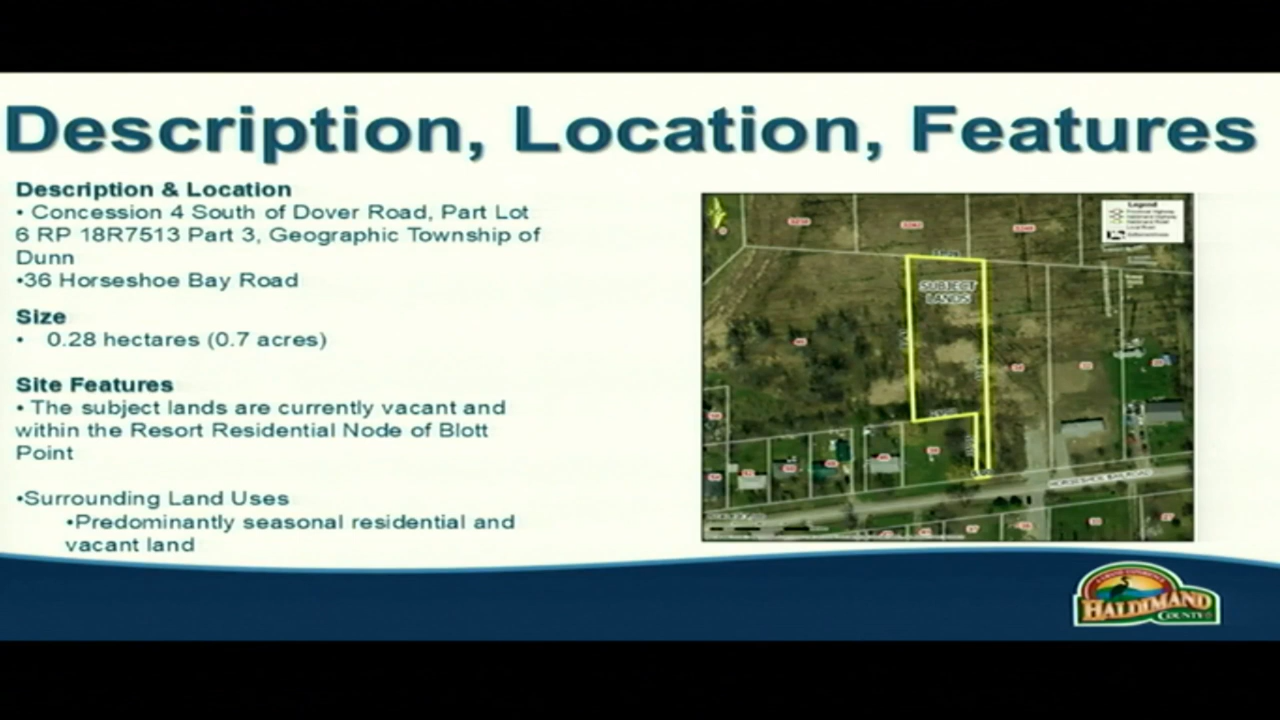 Description, Location, Features
Description & Location
• Concession 4 South of Dover Road, Part Lot
6 RP 18R7513 Part 3, Geographic Township of
Dunn
•36 Horseshoe Bay Road
Size
• 0.28 hectares (0.7 acres)
Site Features
• The subject lands are currently vacant and
within the Resort Residential Node of Blott
Point
•Surrounding Land Uses
•Predominantly seasonal residential and
vacant land
Legend
SUBJECT
LANDS
HORSESHOE BAY ROAD
HALDIMAND
COUNTY